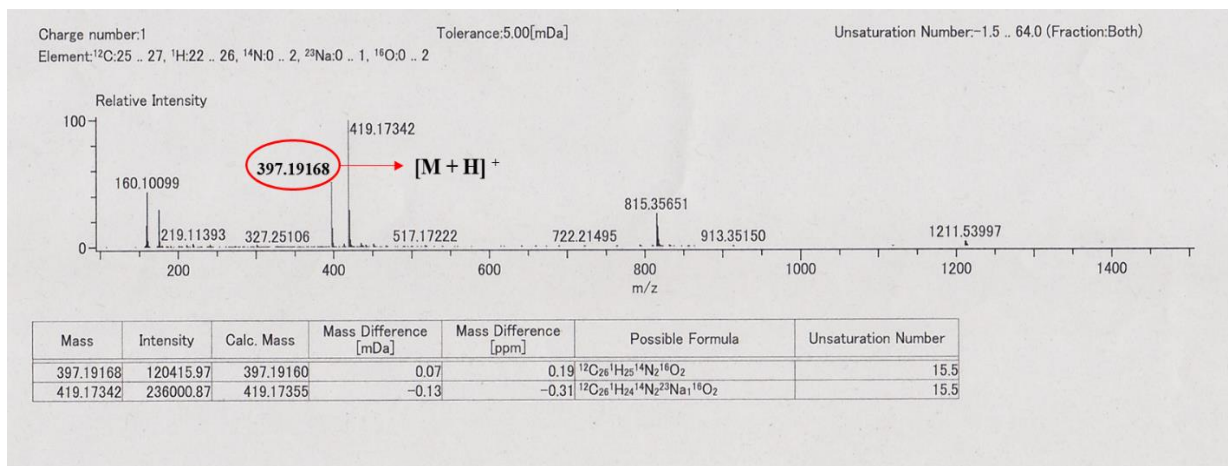 Charge number:1 Tolerance:5.00[mDa] Unsaturation Number:-1.5 .. 64.0 (Fraction:Both)
Element:¹²C:25 .. 27, ¹H:22 .. 26, ¹⁴N:0 .. 2, ²³Na:0 .. 1, ¹⁶O:0 .. 2
Relative Intensity
100
419.17342
397.19168 [M + H] ⁺
160.10099
815.35651
219.11393 327.25106 517.17222 722.21495 913.35150 1211.53997
0
200 400 600 800 1000 1200 1400
m/z
Mass Intensity Calc. Mass Mass Difference [mDa] Mass Difference [ppm] Possible Formula Unsaturation Number
397.19168 120415.97 397.19160 0.07 0.19 ¹²C₂₆¹H₂₅¹⁴N₂¹⁶O₂ 15.5
419.17342 236000.87 419.17355 -0.13 -0.31 ¹²C₂₆¹H₂₄¹⁴N₂²³Na₁¹⁶O₂ 15.5